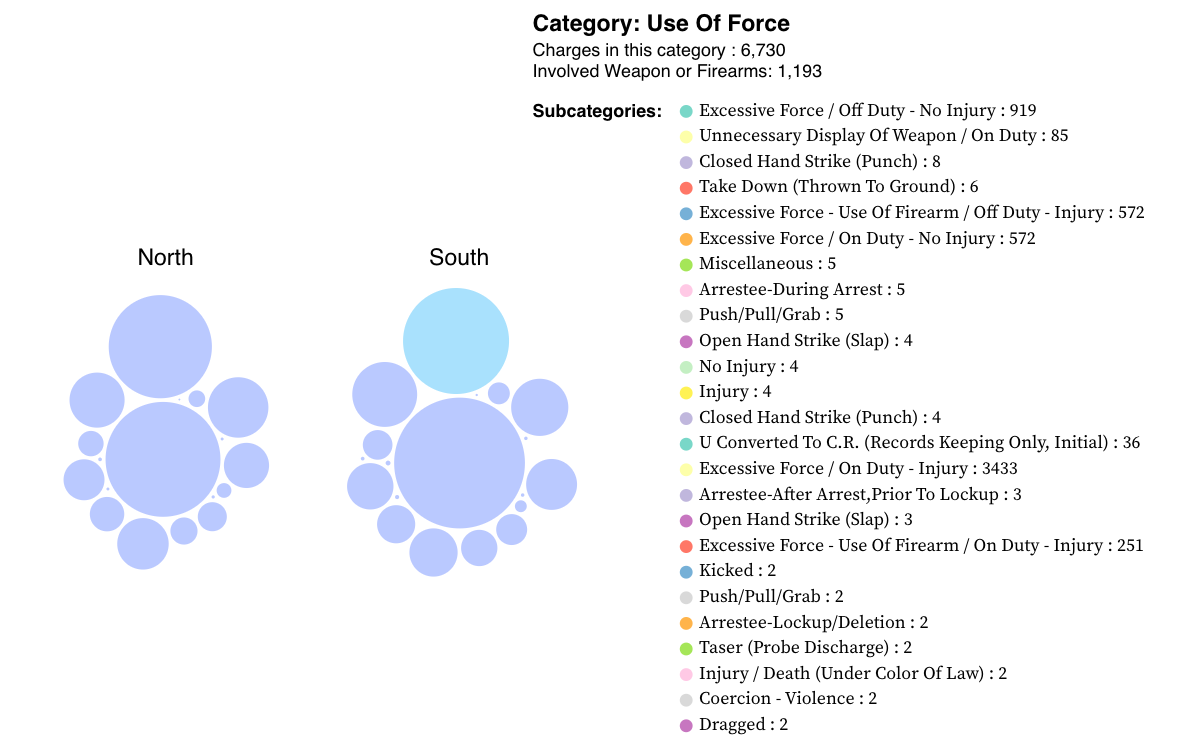 Category: Use Of Force
Charges in this category : 6,730
Involved Weapon or Firearms: 1,193
Subcategories:
Excessive Force / Off Duty - No Injury : 919
Unnecessary Display Of Weapon / On Duty : 85
Closed Hand Strike (Punch) : 8
Take Down (Thrown To Ground) : 6
Excessive Force - Use Of Firearm / Off Duty - Injury : 572
Excessive Force / On Duty - No Injury : 572
Miscellaneous : 5
Arrestee-During Arrest : 5
Push/Pull/Grab : 5
Open Hand Strike (Slap) : 4
No Injury : 4
Injury : 4
Closed Hand Strike (Punch) : 4
U Converted To C.R. (Records Keeping Only, Initial) : 36
Excessive Force / On Duty - Injury : 3433
Arrestee-After Arrest,Prior To Lockup : 3
Open Hand Strike (Slap) : 3
Excessive Force - Use Of Firearm / On Duty - Injury : 251
Kicked : 2
Push/Pull/Grab : 2
Arrestee-Lockup/Deletion : 2
Taser (Probe Discharge) : 2
Injury / Death (Under Color Of Law) : 2
Coercion - Violence : 2
Dragged : 2
North
South